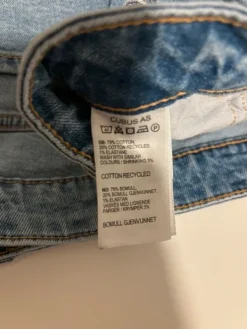 CUBUS AS
GB: 79% COTTON,
20% COTTON RECYCLED
1% ELASTANE
WASH WITH SIMILAR
COLOURS / SHRINKING 3%
COTTON RECYCLED
NO: 79% BOMULL
20% BOMULL GJENVUNNET
1% ELASTAN
VASKES MED LIGNENDE
FARGER / KRYMPER 3%
BOMULL GJENVUNNET